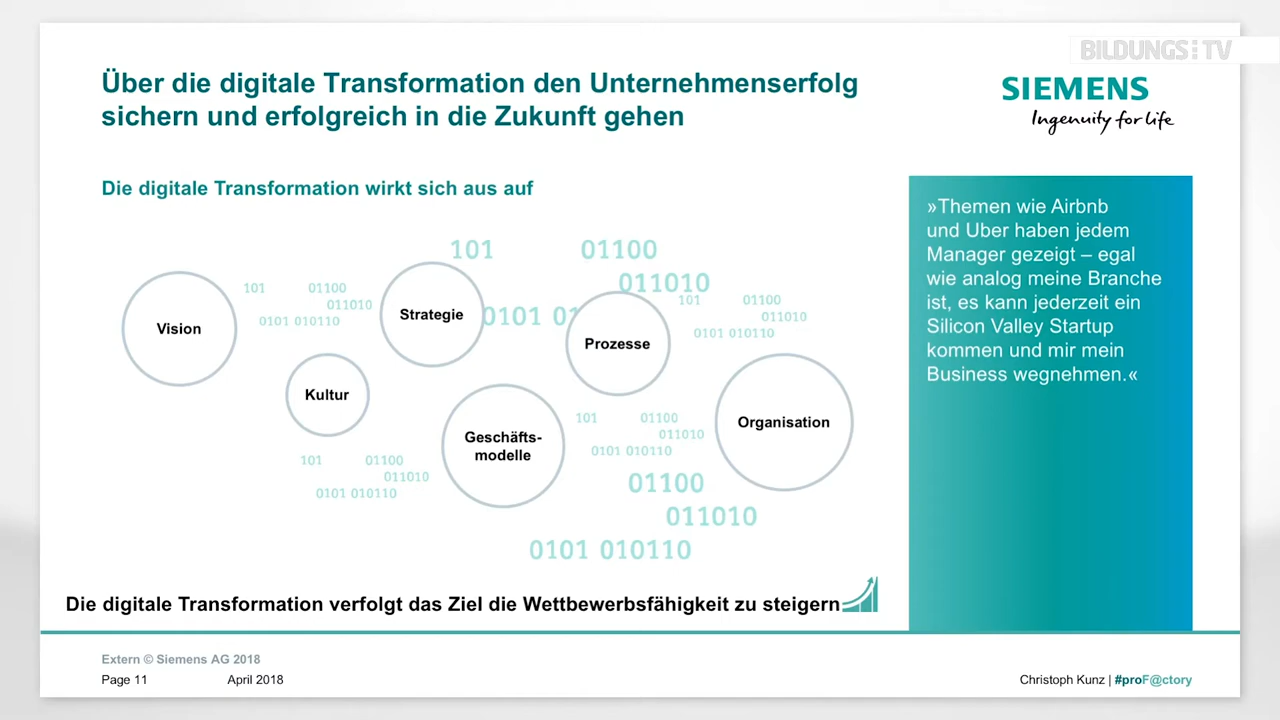 BILDUNGS TV
Über die digitale Transformation den Unternehmenserfolg
sichern und erfolgreich in die Zukunft gehen
SIEMENS
Ingenuity for life
Die digitale Transformation wirkt sich aus auf
»Themen wie Airbnb
und Uber haben jedem
Manager gezeigt – egal
wie analog meine Branche
ist, es kann jederzeit ein
Silicon Valley Startup
kommen und mir mein
Business wegnehmen.«
101 01100
011010
0101 01
Vision
101 01100
011010
0101 010110
Strategie
Prozesse
101 01100
011010
0101 010110
Kultur
Geschäfts-
modelle
Organisation
101 01100
011010
0101 010110
101 01100
011010
0101 010110
01100
011010
0101 010110
Die digitale Transformation verfolgt das Ziel die Wettbewerbsfähigkeit zu steigern
Extern © Siemens AG 2018
Page 11 April 2018
Christoph Kunz | #proF@ctory